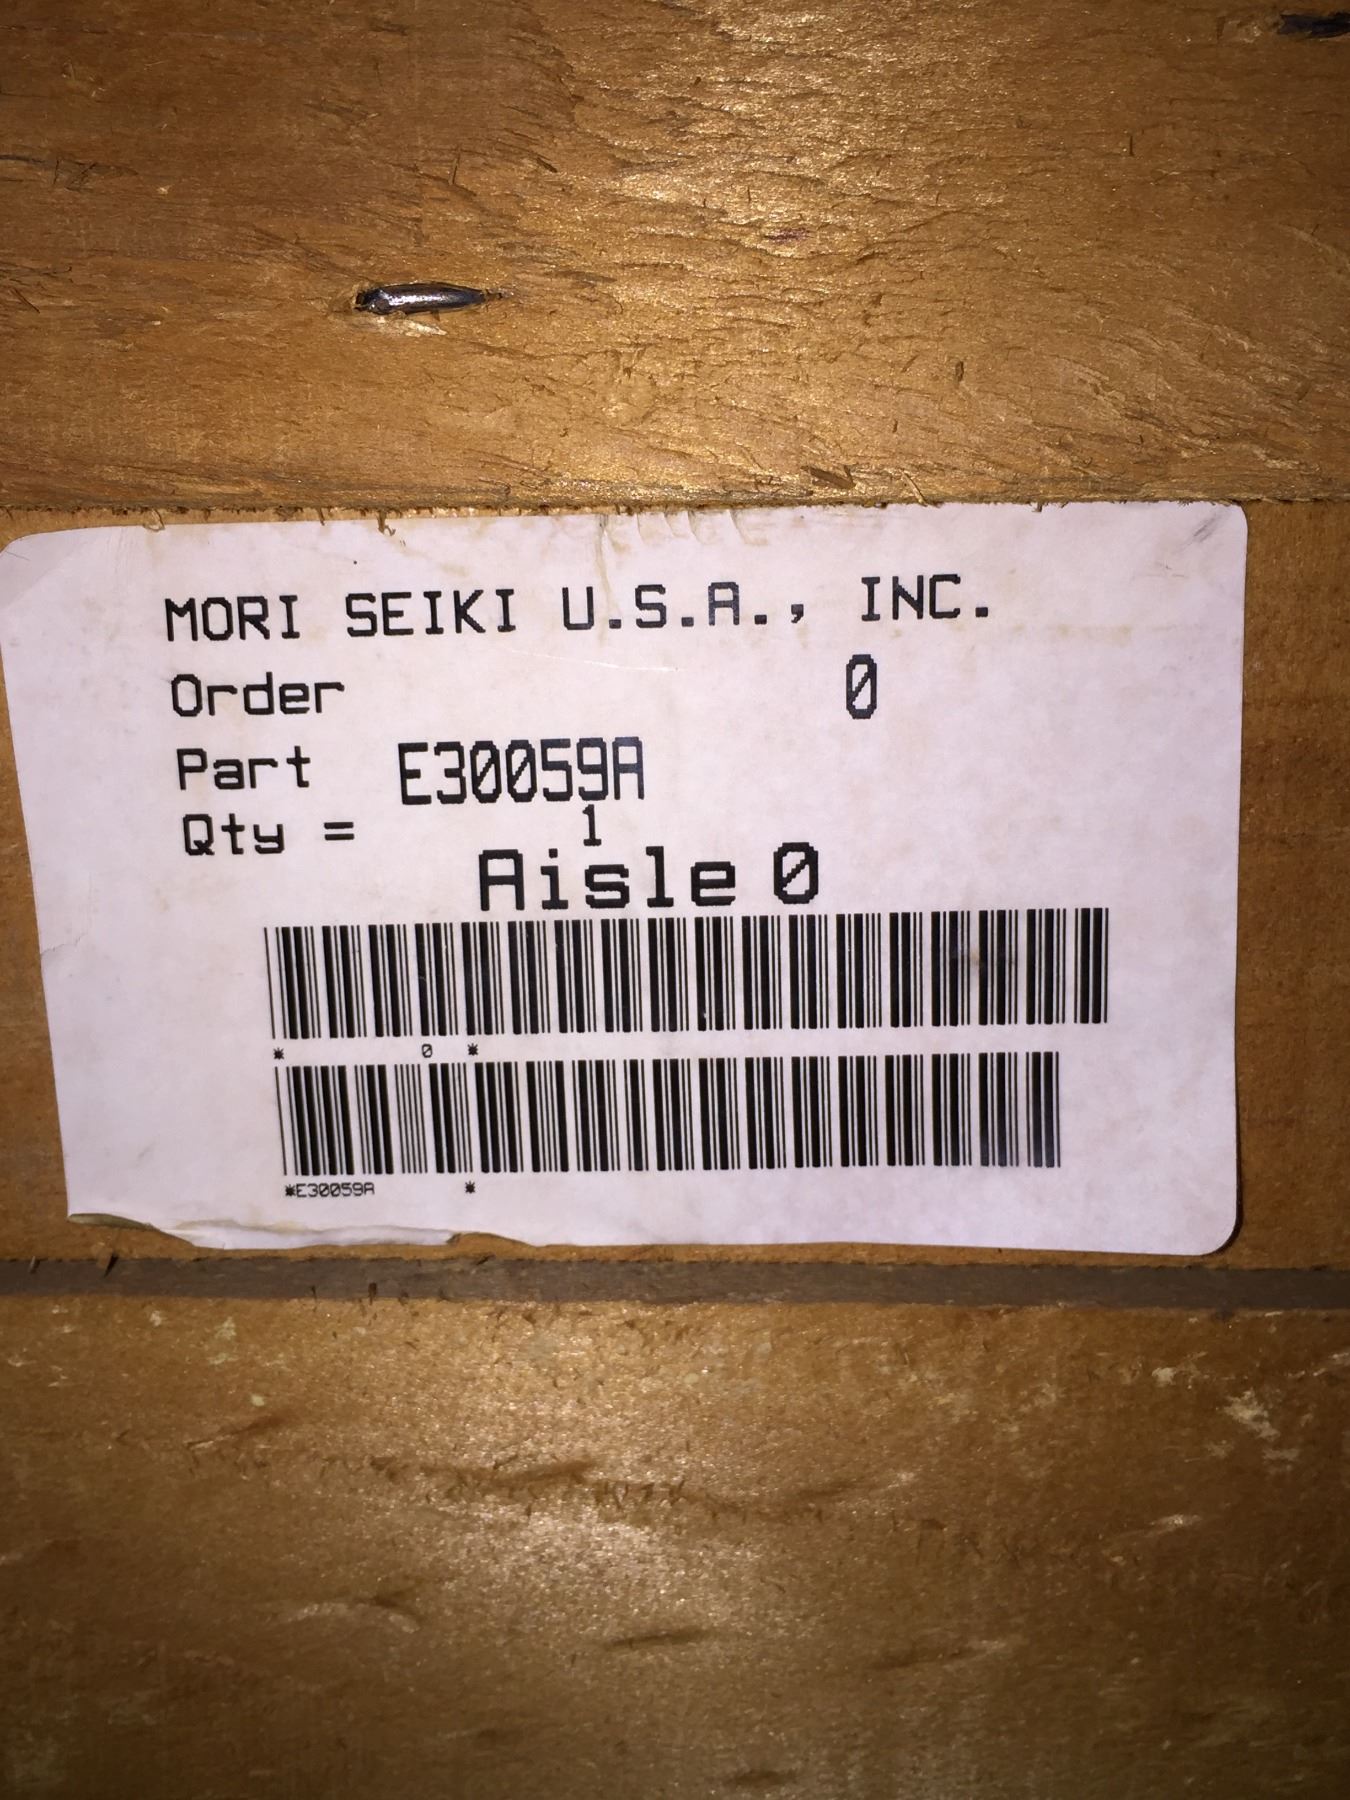 MORI SEIKI U.S.A., INC.
Order 0
Part E30059A
Qty = 1
Aisle 0
* 0 *
*E30059A *